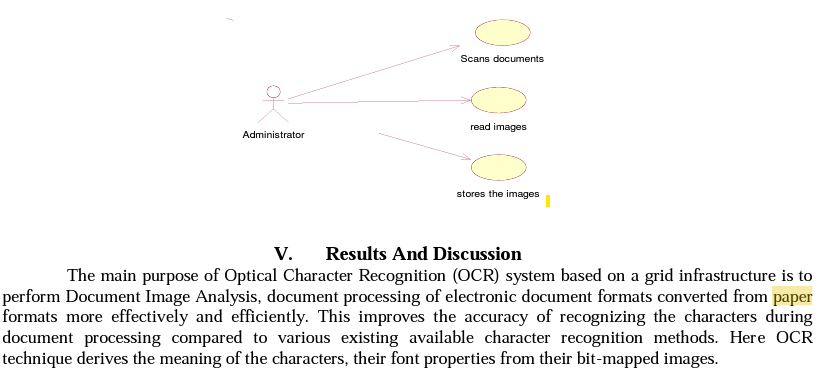 Scans documents
read images
Administrator
stores the images
V. Results And Discussion
The main purpose of Optical Character Recognition (OCR) system based on a grid infrastructure is to
perform Document Image Analysis, document processing of electronic document formats converted from paper
formats more effectively and efficiently. This improves the accuracy of recognizing the characters during
document processing compared to various existing available character recognition methods. Here OCR
technique derives the meaning of the characters, their font properties from their bit-mapped images.